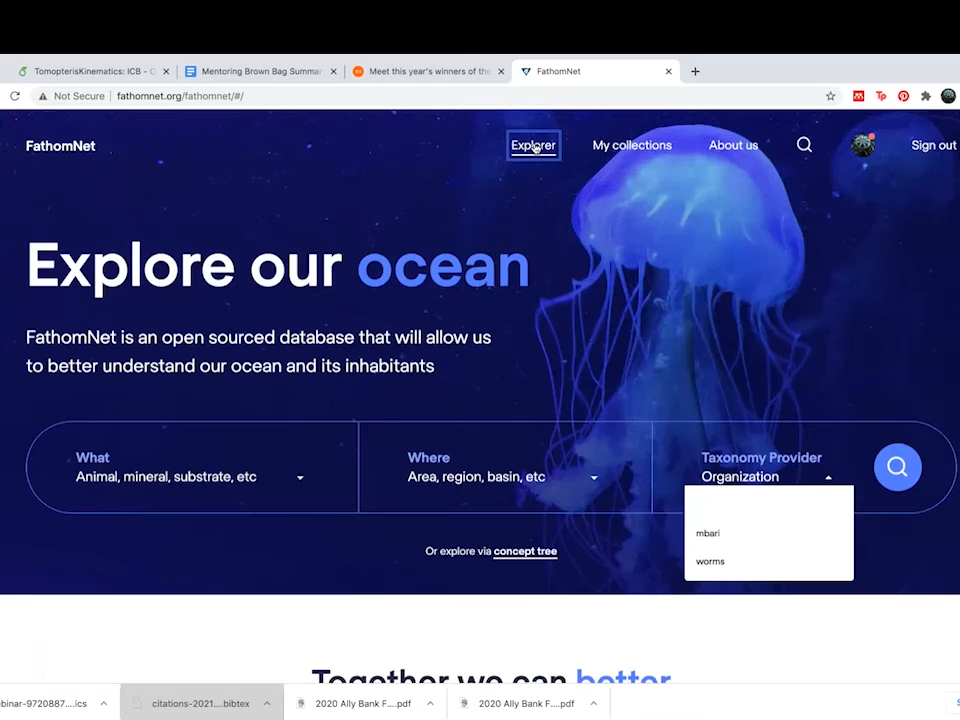 TomopterisKinematics: ICB - O
Mentoring Brown Bag Summar
Meet this year's winners of the
FathomNet
Not Secure
fathomnet.org/fathomnet/#/
FathomNet
Explorer
My collections
About us
Sign out
Explore our ocean
FathomNet is an open sourced database that will allow us
to better understand our ocean and its inhabitants
What
Animal, mineral, substrate, etc
Where
Area, region, basin, etc
Taxonomy Provider
Organization
mbari
worms
Or explore via concept tree
Together we can better
ebinar-9720887....ics
citations-2021....bibtex
2020 Ally Bank F....pdf
2020 Ally Bank F....pdf